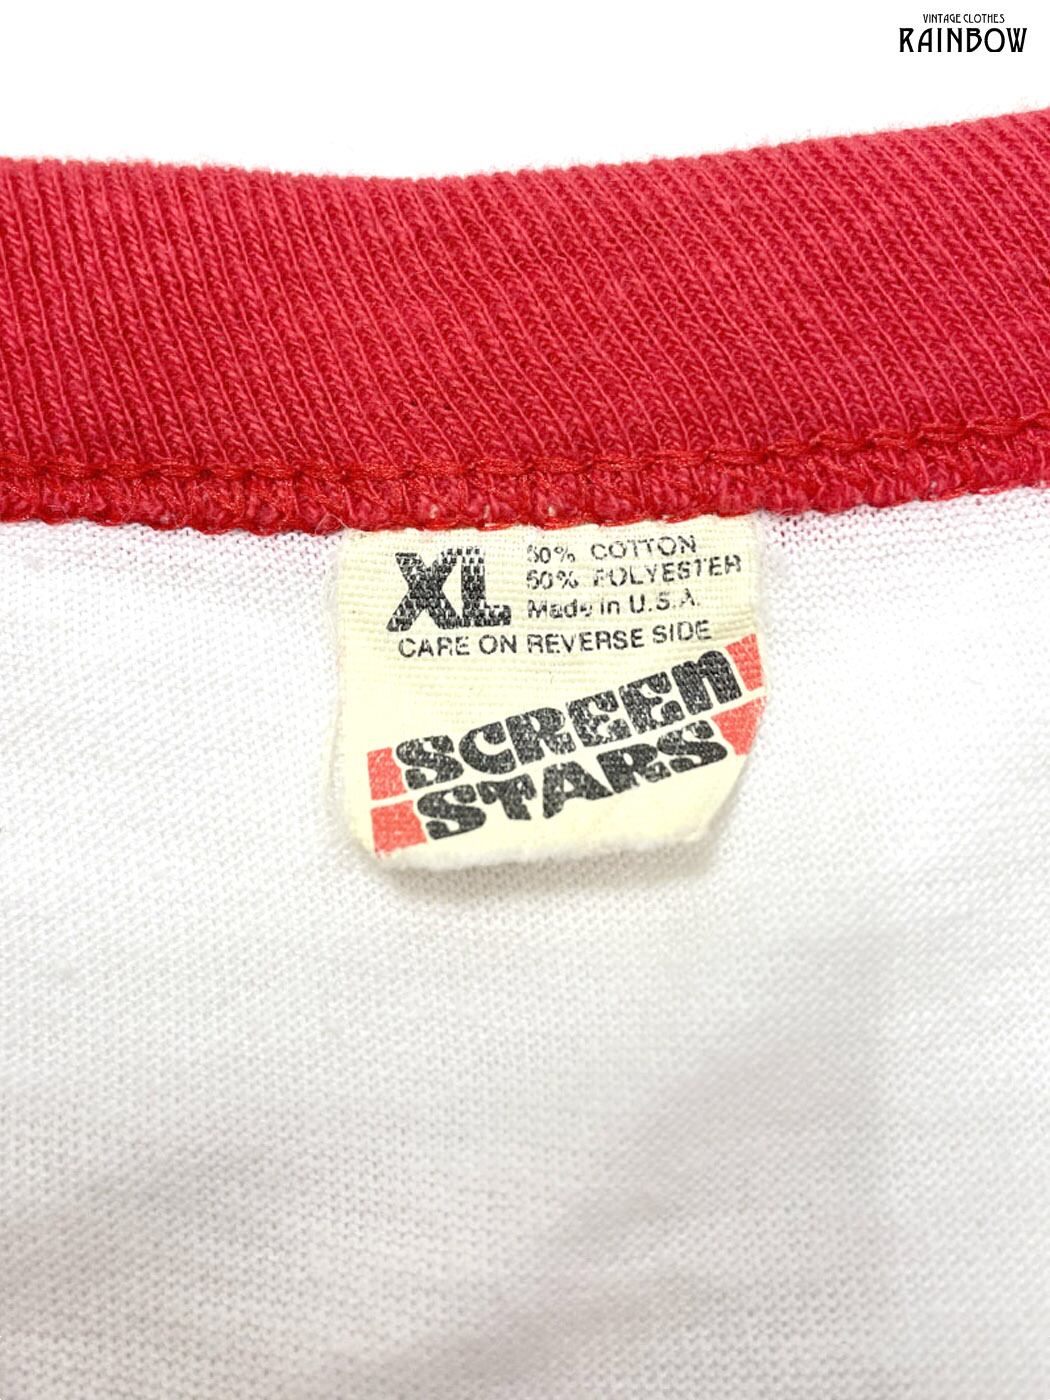 VINTAGE CLOTHES
RAINBOW
XL
50% COTTON
50% POLYESTER
Made in U.S.A.
CARE ON REVERSE SIDE
SCREEN
STARS